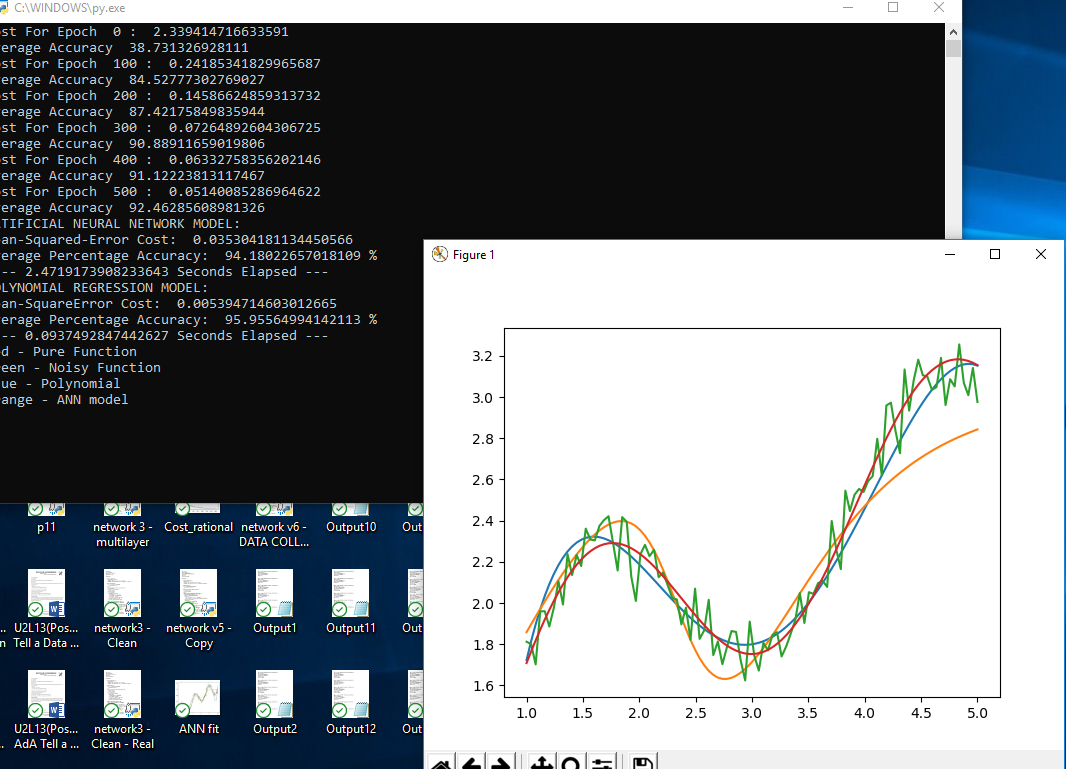 C:\WINDOWS\py.exe
st For Epoch  0 :  2.339414716633591
erage Accuracy  38.731326928111
st For Epoch  100 :  0.24185341829965687
erage Accuracy  84.52777302769027
st For Epoch  200 :  0.14586624859313732
erage Accuracy  87.42175849835944
st For Epoch  300 :  0.07264892604306725
erage Accuracy  90.88911659019806
st For Epoch  400 :  0.06332758356202146
erage Accuracy  91.12223813117467
st For Epoch  500 :  0.05140085286964622
erage Accuracy  92.46285608981326
TIFICIAL NEURAL NETWORK MODEL:
an-Squared-Error Cost:  0.035304181134450566
erage Percentage Accuracy:  94.18022657018109 %
-- 2.4719173908233643 Seconds Elapsed ---
OLYNOMIAL REGRESSION MODEL:
an-SquareError Cost:  0.005394714603012665
erage Percentage Accuracy:  95.95564994142113 %
-- 0.0937492847442627 Seconds Elapsed ---
d - Pure Function
een - Noisy Function
ue - Polynomial
ange - ANN model
Figure 1
3.2
3.0
2.8
2.6
2.4
2.2
2.0
1.8
1.6
1.0 1.5 2.0 2.5 3.0 3.5 4.0 4.5 5.0
p11
network 3 -
multilayer
Cost_rational
network v6 -
DATA COLL...
Output10
Out
... n
U2L13(Pos...
Tell a Data ...
network3 -
Clean
network v5 -
Copy
Output1
Output11
Out
...
U2L13(Pos...
AdA Tell a ...
network3 -
Clean - Real
ANN fit
Output2
Output12
Out